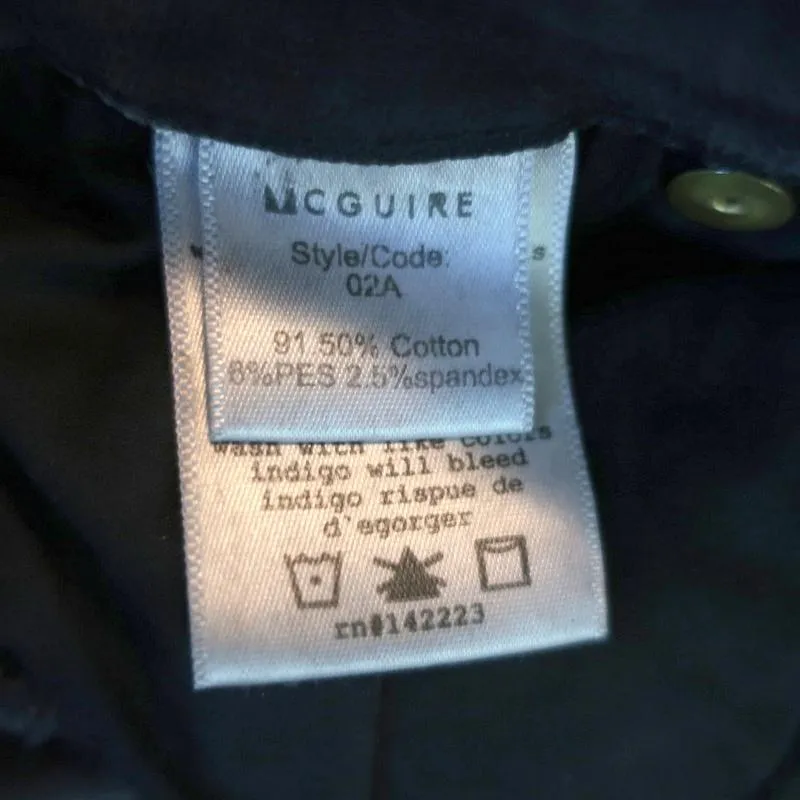 MCGUIRE
Style/Code:
02A
91.50% Cotton
6%PES 2.5%spandex
s
wash with like colors
indigo will bleed
indigo rispue de
d'egorger
rn#142223